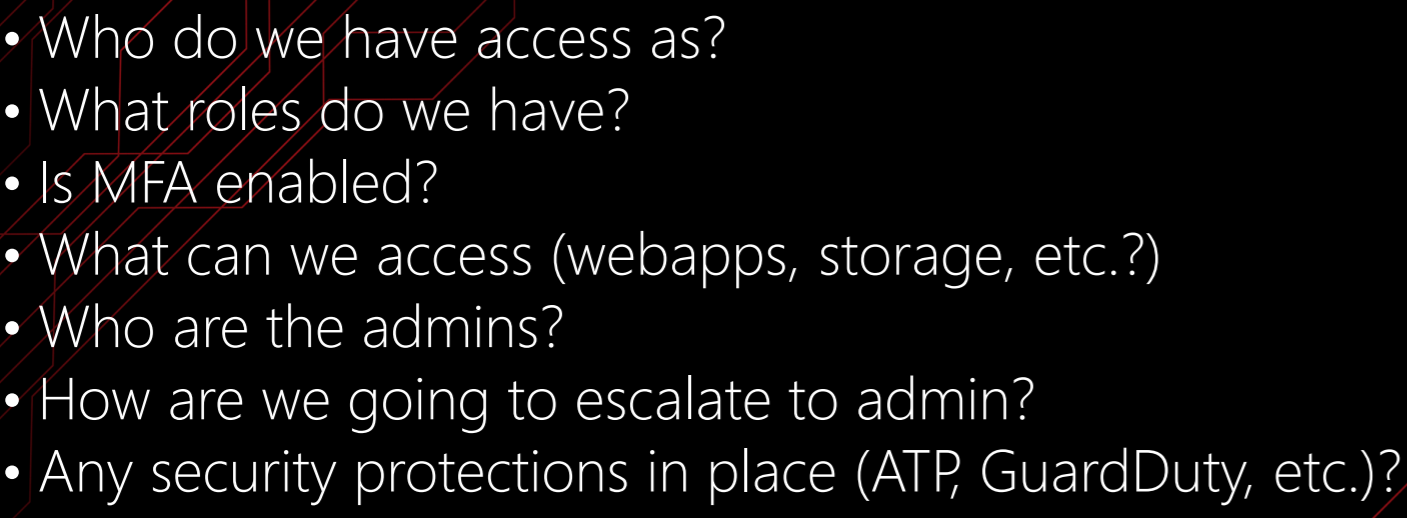 • Who do we have access as?
• What roles do we have?
• Is MFA enabled?
• What can we access (webapps, storage, etc.?)
• Who are the admins?
• How are we going to escalate to admin?
• Any security protections in place (ATP, GuardDuty, etc.)?